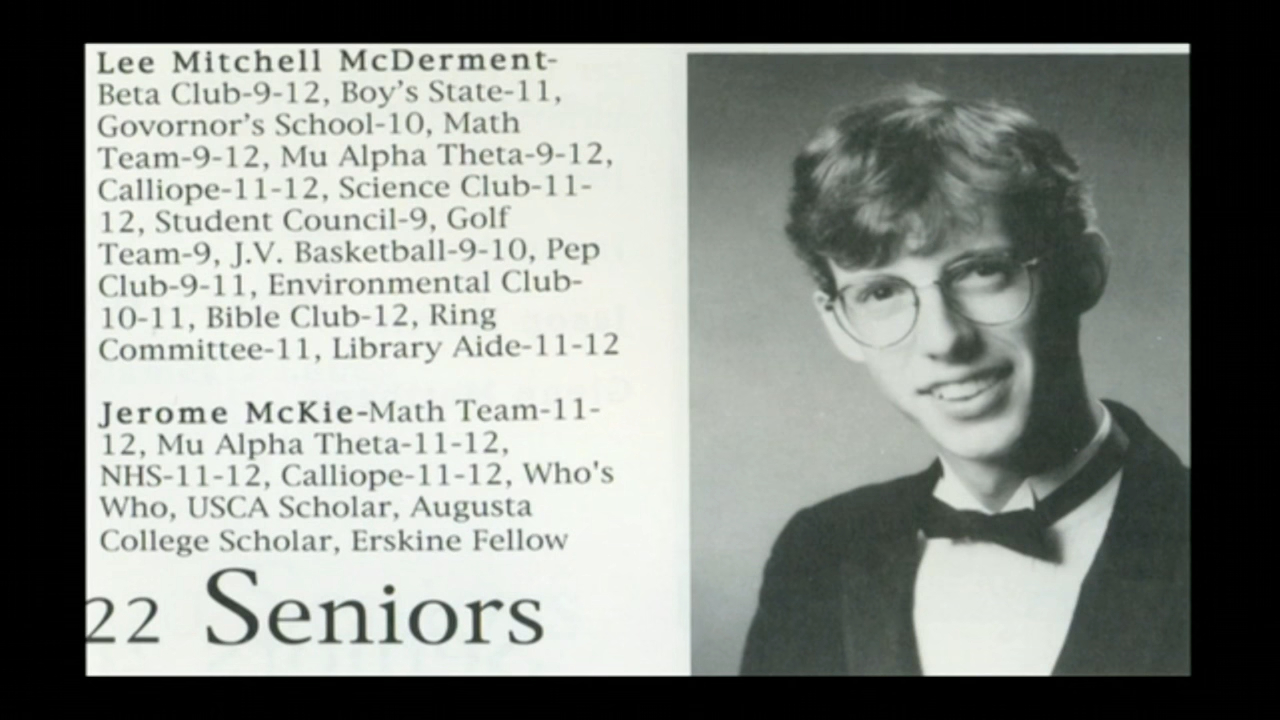 Lee Mitchell McDerment-
Beta Club-9-12, Boy's State-11,
Govornor's School-10, Math
Team-9-12, Mu Alpha Theta-9-12,
Calliope-11-12, Science Club-11-
12, Student Council-9, Golf
Team-9, J.V. Basketball-9-10, Pep
Club-9-11, Environmental Club-
10-11, Bible Club-12, Ring
Committee-11, Library Aide-11-12
Jerome McKie-Math Team-11-
12, Mu Alpha Theta-11-12,
NHS-11-12, Calliope-11-12, Who's
Who, USCA Scholar, Augusta
College Scholar, Erskine Fellow
22 Seniors